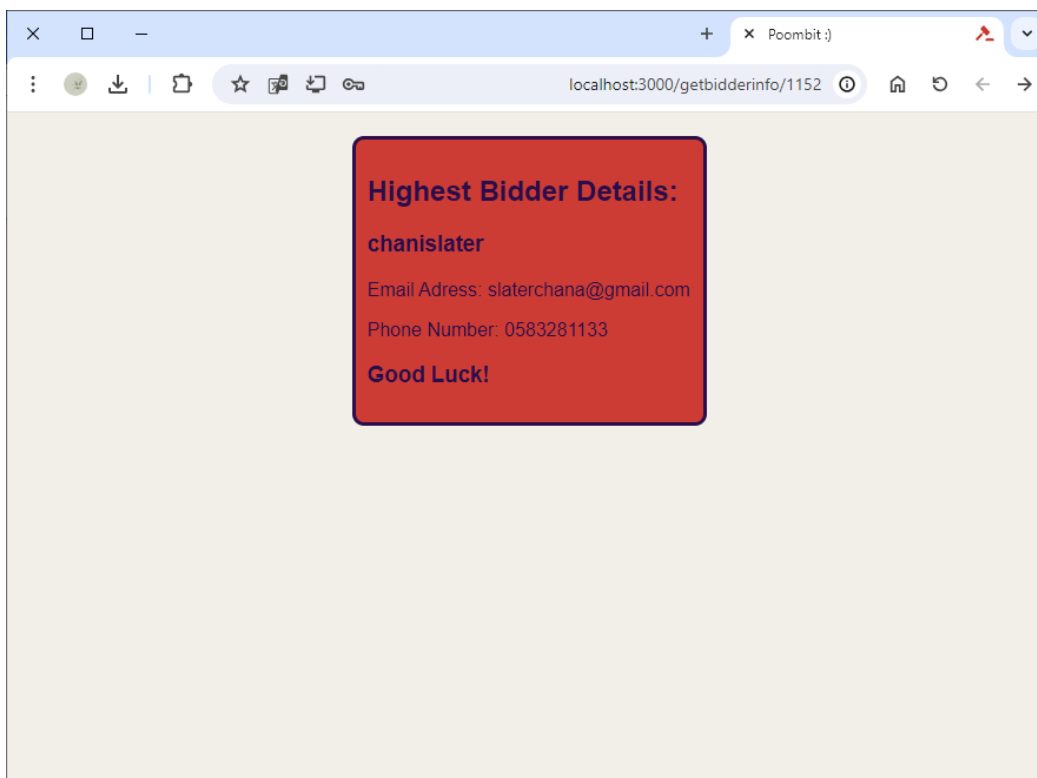 Poombit :)
localhost:3000/getbidderinfo/1152
Highest Bidder Details:
chanislater
Email Adress: slaterchana@gmail.com
Phone Number: 0583281133
Good Luck!